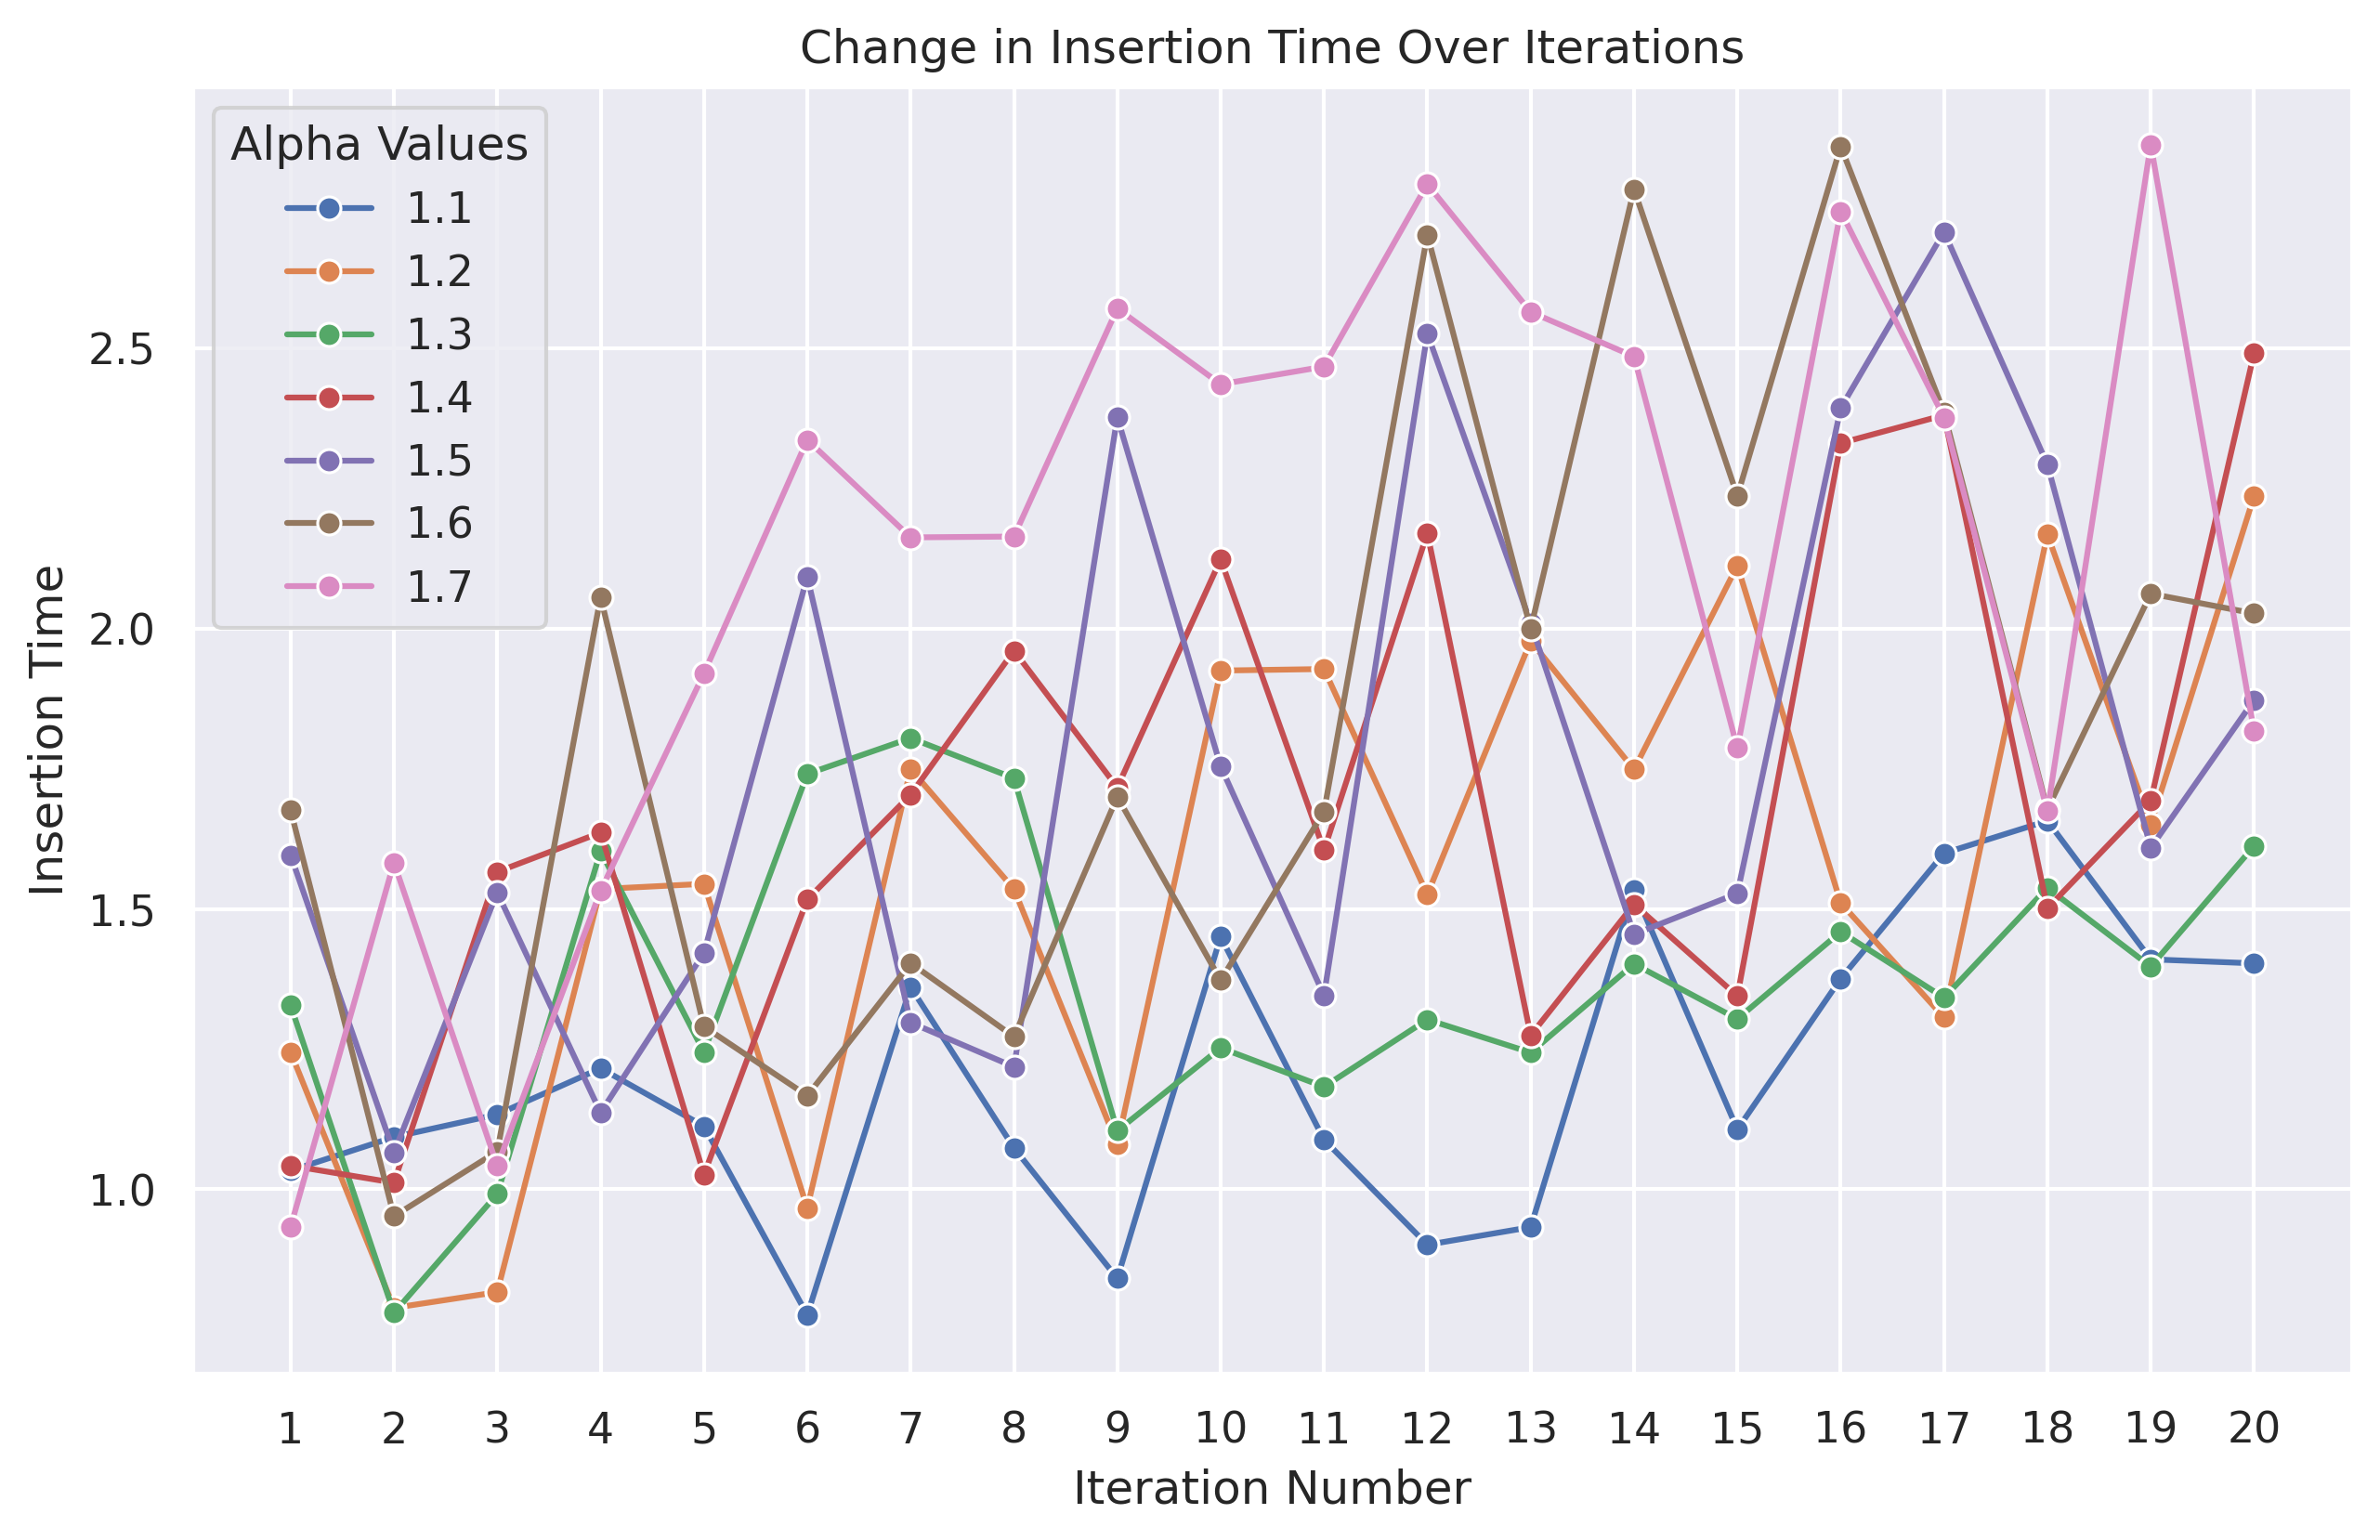 Change in Insertion Time Over Iterations
Alpha Values
1.1
1.2
1.3
1.4
1.5
1.6
1.7
Insertion Time
2.5
2.0
1.5
1.0
1 2 3 4 5 6 7 8 9 10 11 12 13 14 15 16 17 18 19 20
Iteration Number